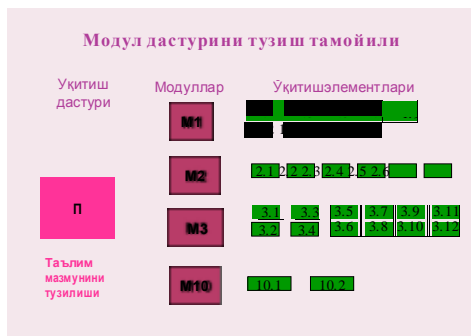 Модул дастурини тузиш тамойили
Уқитиш дастури
Модуллар
Ўқитишэлементлари
М1
М2
2.1 2.2 2.3 2.4 2.5 2.6
П
М3
3.1 3.3 3.5 3.7 3.9 3.11
3.2 3.4 3.6 3.8 3.10 3.12
Таълим
мазмунини
тузилиши
М10
10.1 10.2